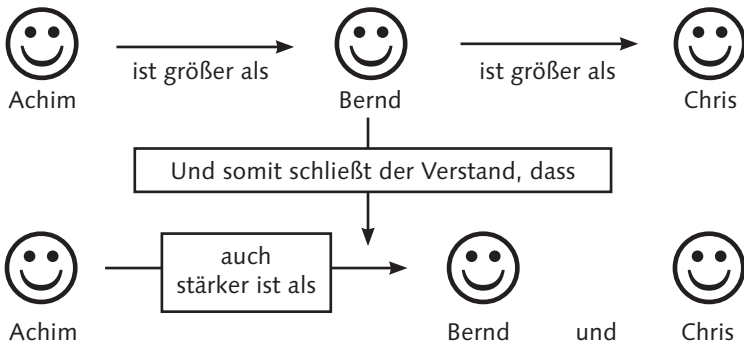 ist größer als ist größer als
Achim Bernd Chris
Und somit schließt der Verstand, dass
auch
stärker ist als
Achim Bernd und Chris